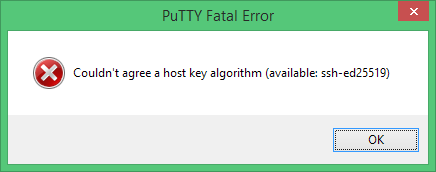 PuTTY Fatal Error
Couldn't agree a host key algorithm (available: ssh-ed25519)
OK